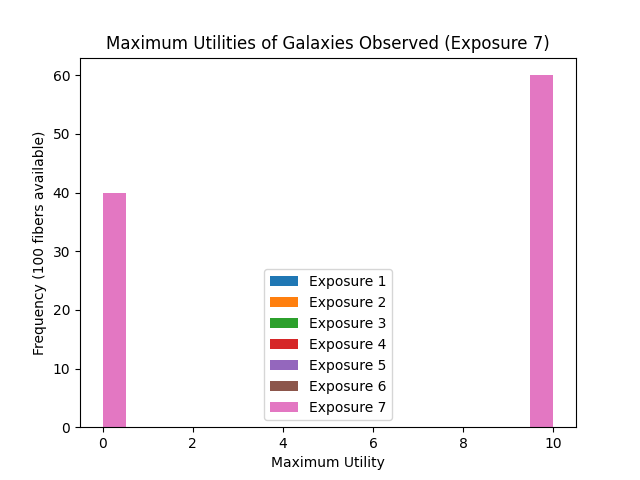 Maximum Utilities of Galaxies Observed (Exposure 7)
Frequency (100 fibers available)
60
50
40
30
20
10
0
Exposure 1
Exposure 2
Exposure 3
Exposure 4
Exposure 5
Exposure 6
Exposure 7
0 2 4 6 8 10
Maximum Utility